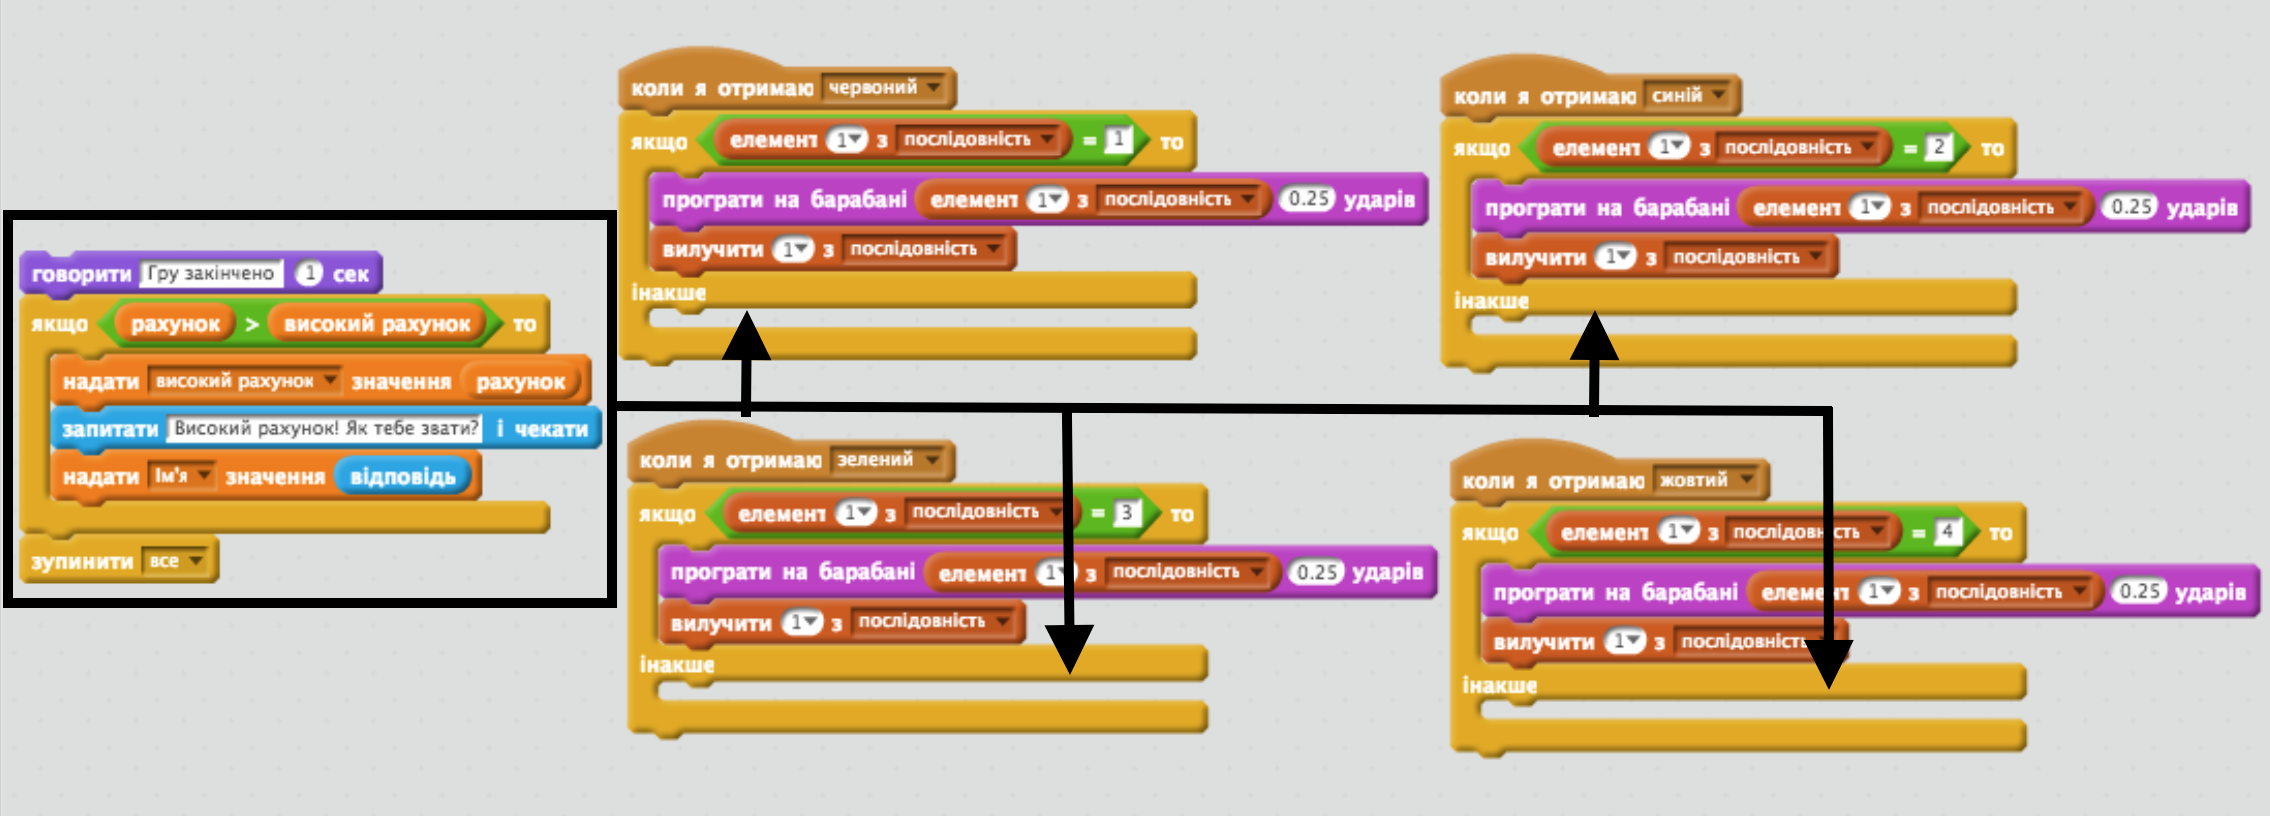 говорити Гру закінчено 1 сек
якщо рахунок > високий рахунок то
надати високий рахунок значення рахунок
запитати Високий рахунок! Як тебе звати? і чекати
надати Ім'я значення відповідь
зупинити все
коли я отримаю червоний
якщо елемент 1 з послідовність = 1 то
програти на барабані елемент 1 з послідовність 0.25 ударів
вилучити 1 з послідовність
інакше
коли я отримаю синій
якщо елемент 1 з послідовність = 2 то
програти на барабані елемент 1 з послідовність 0.25 ударів
вилучити 1 з послідовність
інакше
коли я отримаю зелений
якщо елемент 1 з послідовність = 3 то
програти на барабані елемент 1 з послідовність 0.25 ударів
вилучити 1 з послідовність
інакше
коли я отримаю жовтий
якщо елемент 1 з послідовність = 4 то
програти на барабані елемент 1 з послідовність 0.25 ударів
вилучити 1 з послідовність
інакше